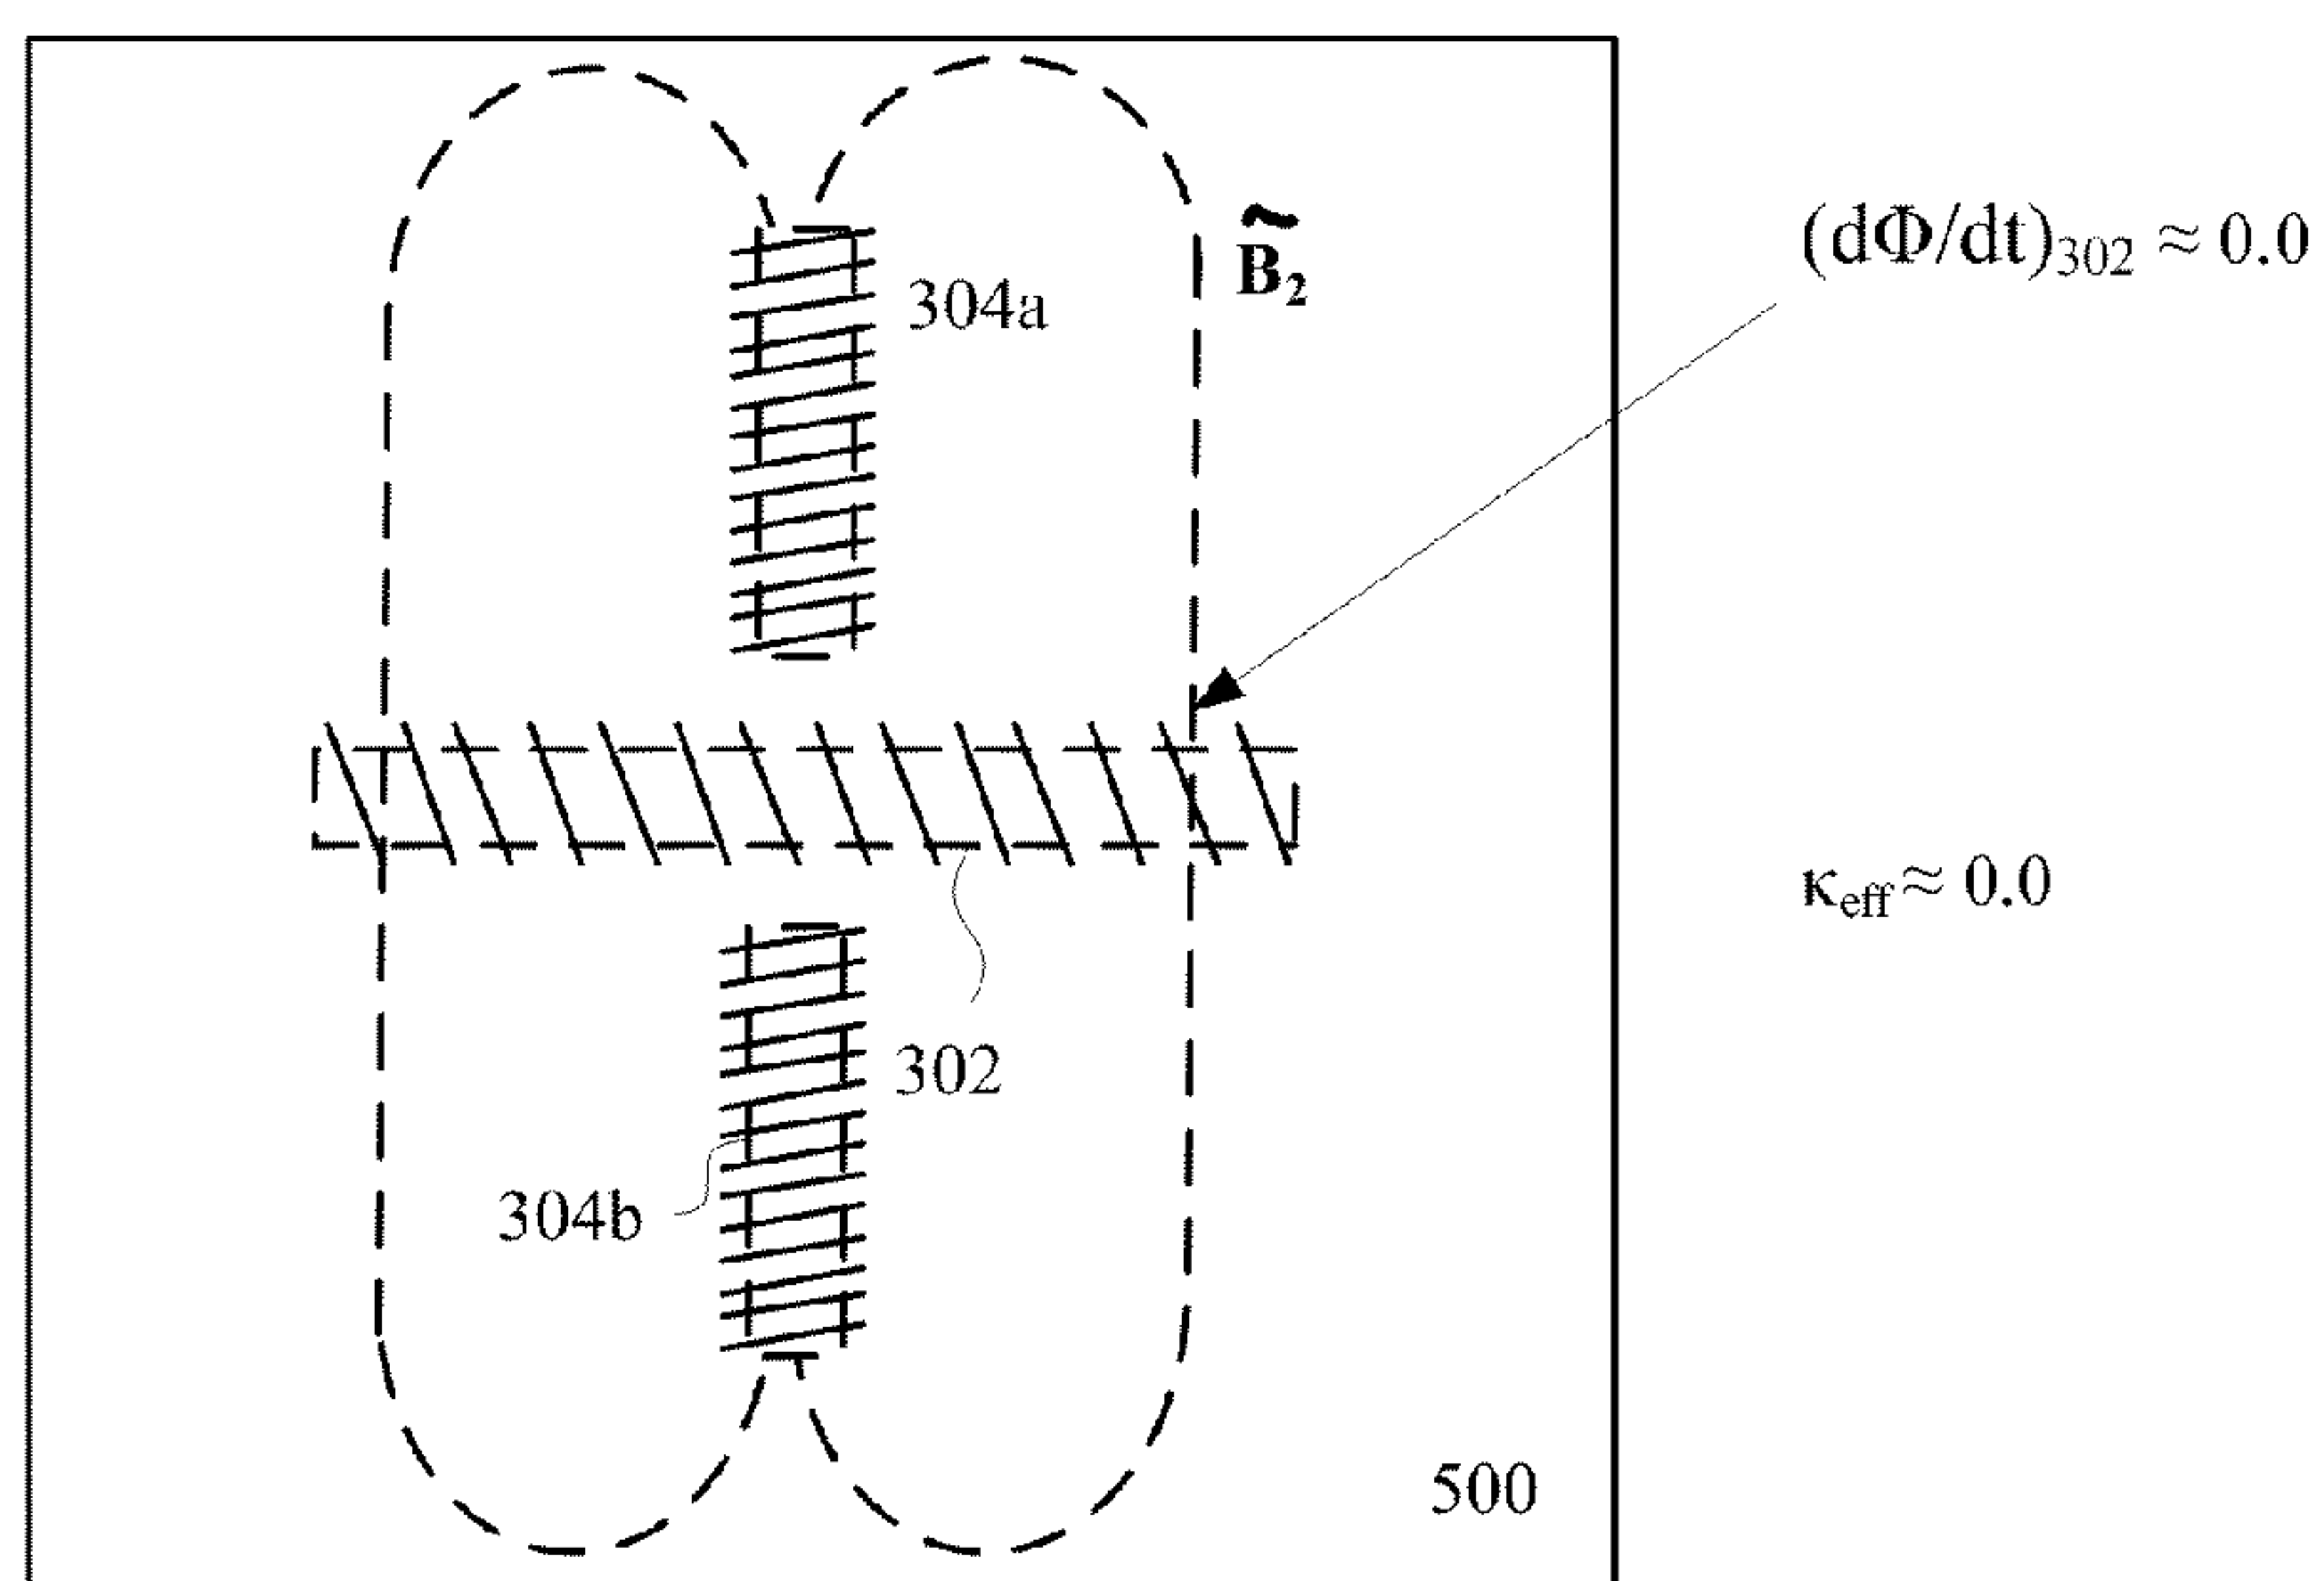 (dΦ/dt)₃₀₂ ≈ 0.0
B̃₂
304a
κeff ≈ 0.0
302
304b
500